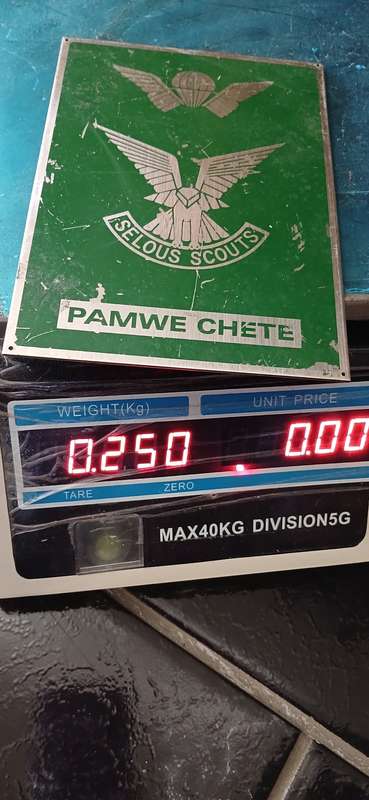 SELOUS SCOUTS
PAMWE CHETE
WEIGHT(Kg)
UNIT PRICE
0.250
0.00
TARE
ZERO
MAX40KG DIVISION5G